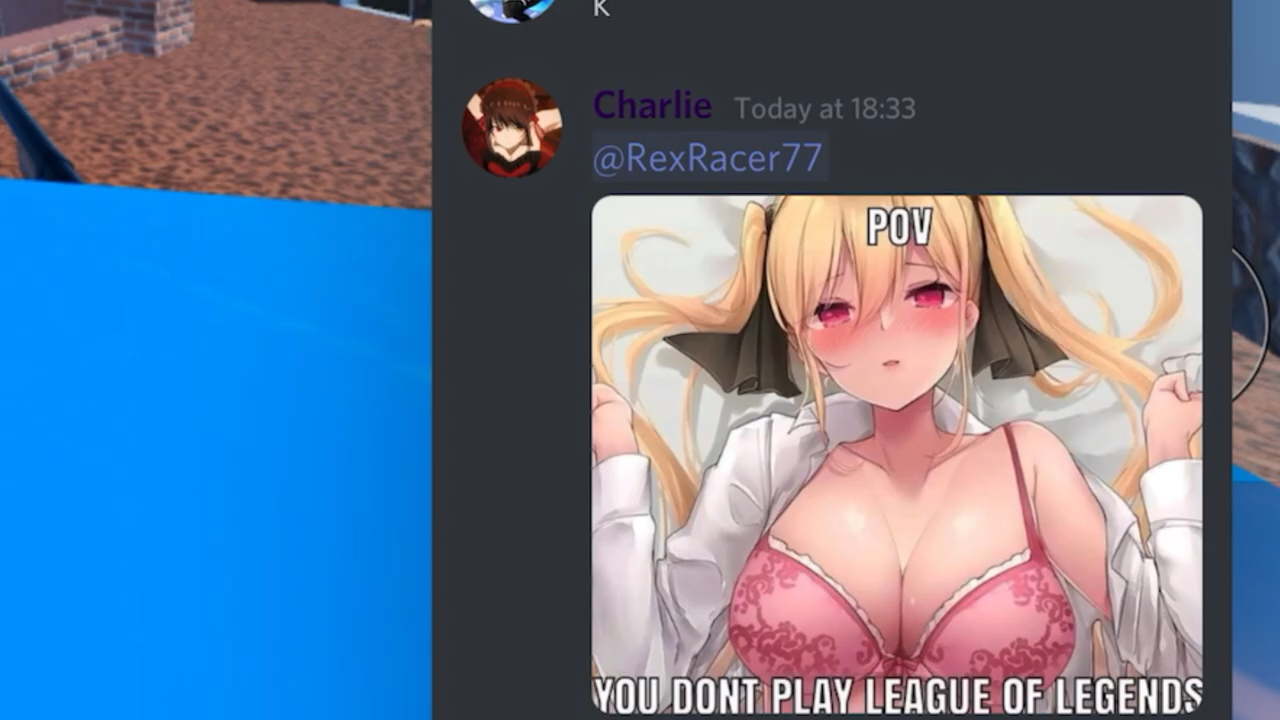 K
Charlie Today at 18:33
@RexRacer77
POV
YOU DONT PLAY LEAGUE OF LEGENDS